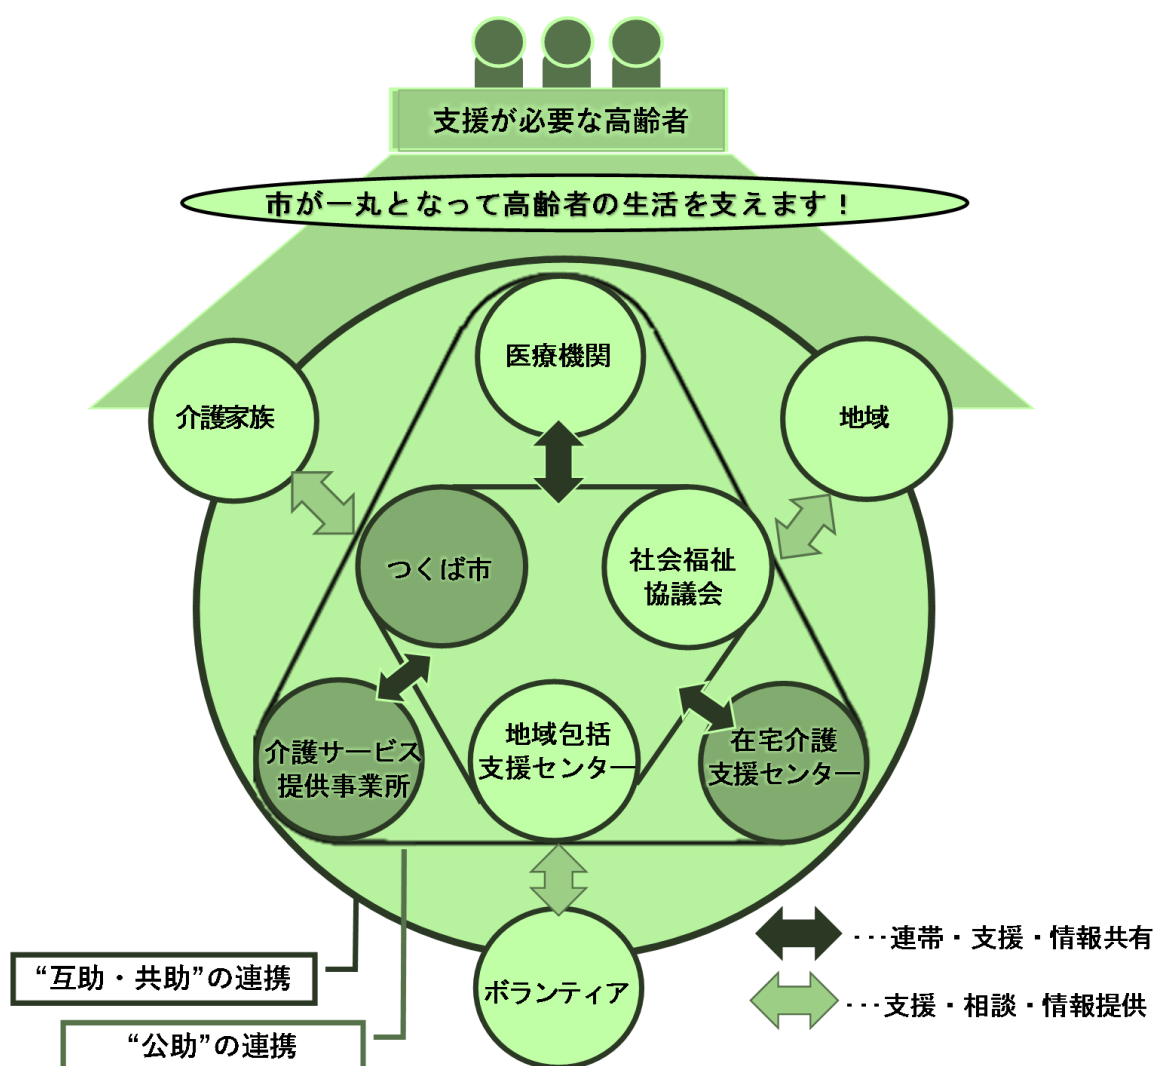 支援が必要な高齢者
市が一丸となって高齢者の生活を支えます！
医療機関
介護家族
地域
つくば市
社会福祉
協議会
介護サービス
提供事業所
地域包括
支援センター
在宅介護
支援センター
ボランティア
“互助・共助”の連携
“公助”の連携
･･･連帯・支援・情報共有
･･･支援・相談・情報提供